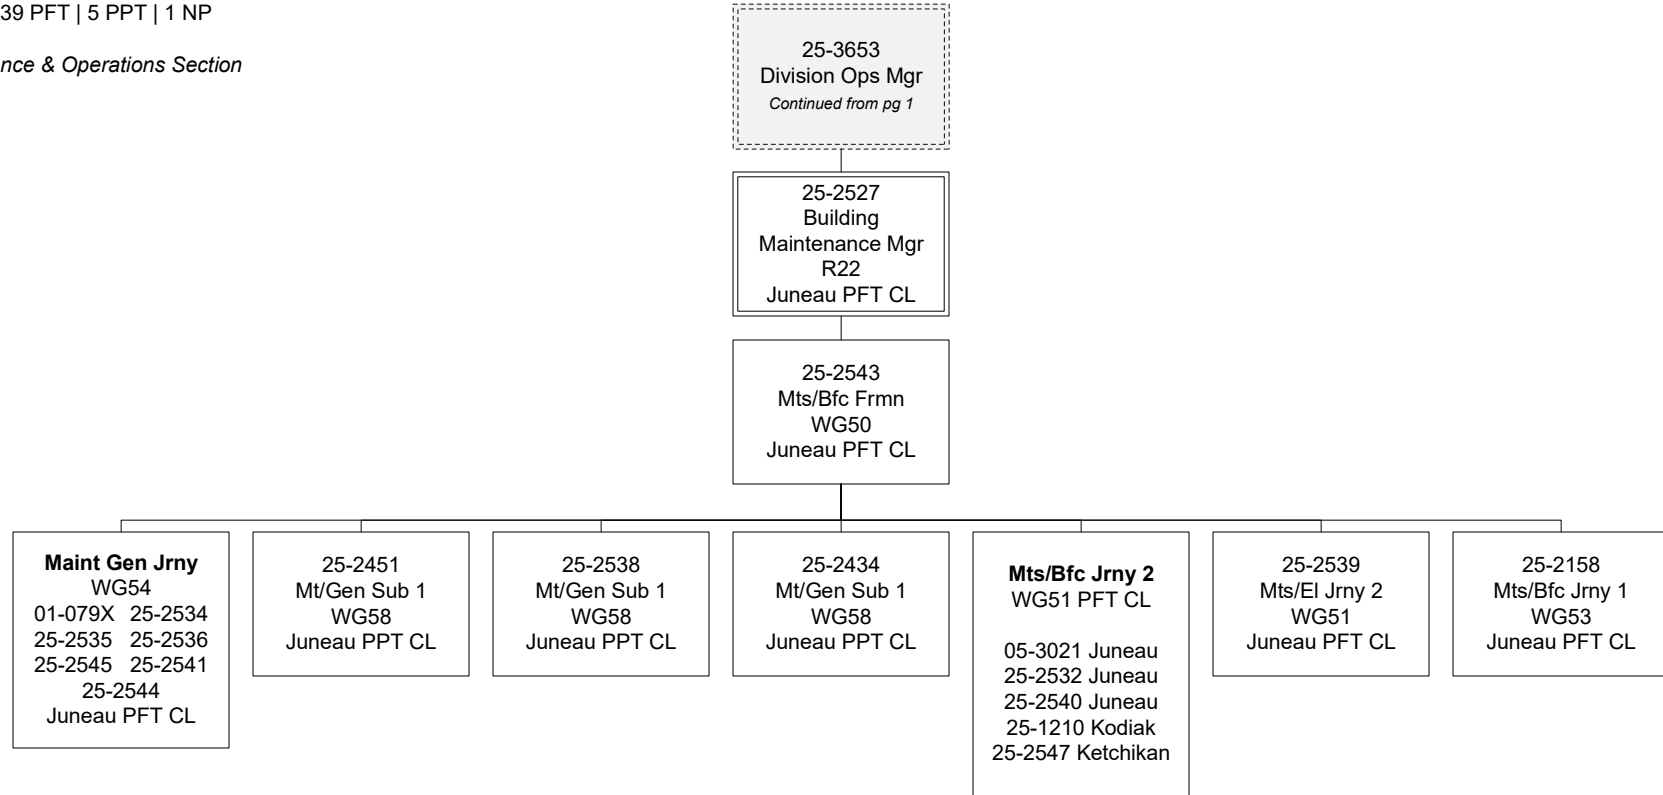 39 PFT | 5 PPT | 1 NP
nce & Operations Section
25-3653
Division Ops Mgr
Continued from pg 1
25-2527
Building
Maintenance Mgr
R22
Juneau PFT CL
25-2543
Mts/Bfc Frmn
WG50
Juneau PFT CL
Maint Gen Jrny
WG54
01-079X 25-2534
25-2535 25-2536
25-2545 25-2541
25-2544
Juneau PFT CL
25-2451
Mt/Gen Sub 1
WG58
Juneau PPT CL
25-2538
Mt/Gen Sub 1
WG58
Juneau PPT CL
25-2434
Mt/Gen Sub 1
WG58
Juneau PPT CL
Mts/Bfc Jrny 2
WG51 PFT CL
05-3021 Juneau
25-2532 Juneau
25-2540 Juneau
25-1210 Kodiak
25-2547 Ketchikan
25-2539
Mts/El Jrny 2
WG51
Juneau PFT CL
25-2158
Mts/Bfc Jrny 1
WG53
Juneau PFT CL